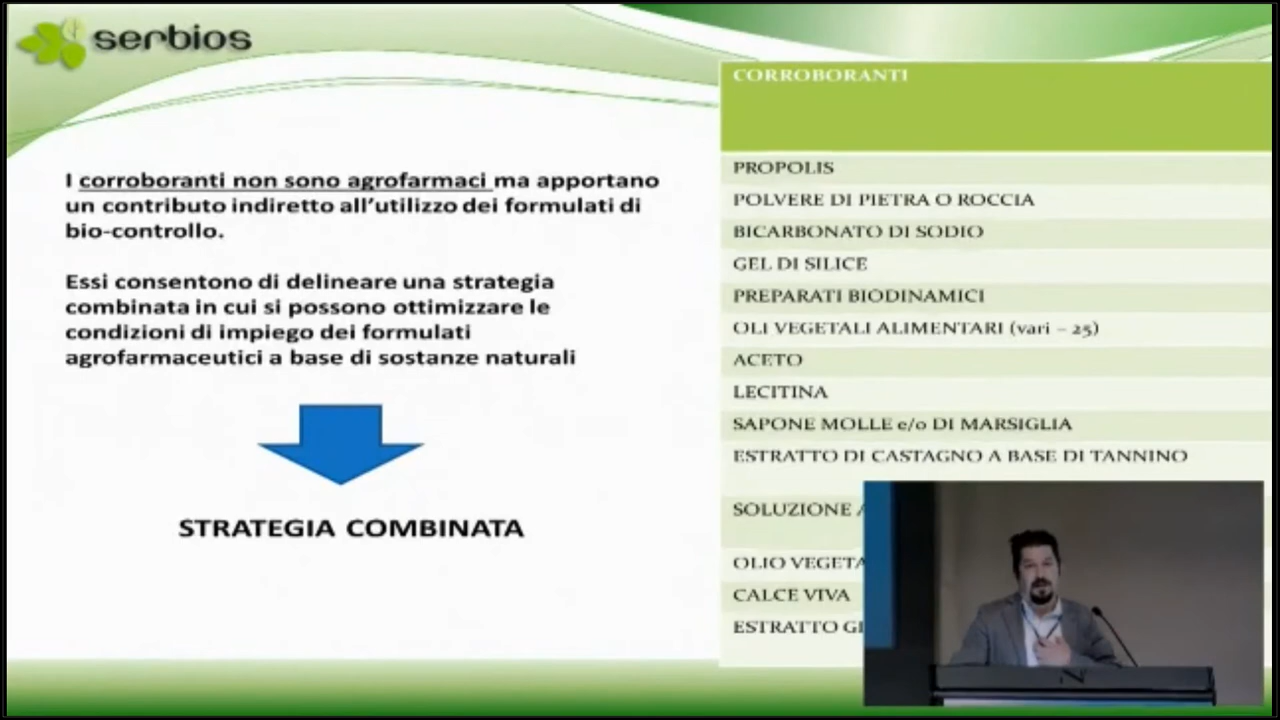 serbios
I corroboranti non sono agrofarmaci ma apportano
un contributo indiretto all'utilizzo dei formulati di
bio-controllo.
Essi consentono di delineare una strategia
combinata in cui si possono ottimizzare le
condizioni di impiego dei formulati
agrofarmaceutici a base di sostanze naturali
STRATEGIA COMBINATA
CORROBORANTI
PROPOLIS
POLVERE DI PIETRA O ROCCIA
BICARBONATO DI SODIO
GEL DI SILICE
PREPARATI BIODINAMICI
OLI VEGETALI ALIMENTARI (vari – 25)
ACETO
LECITINA
SAPONE MOLLE e/o DI MARSIGLIA
ESTRATTO DI CASTAGNO A BASE DI TANNINO
SOLUZIONE
OLIO
CALCE VIVA
ESTRATTO